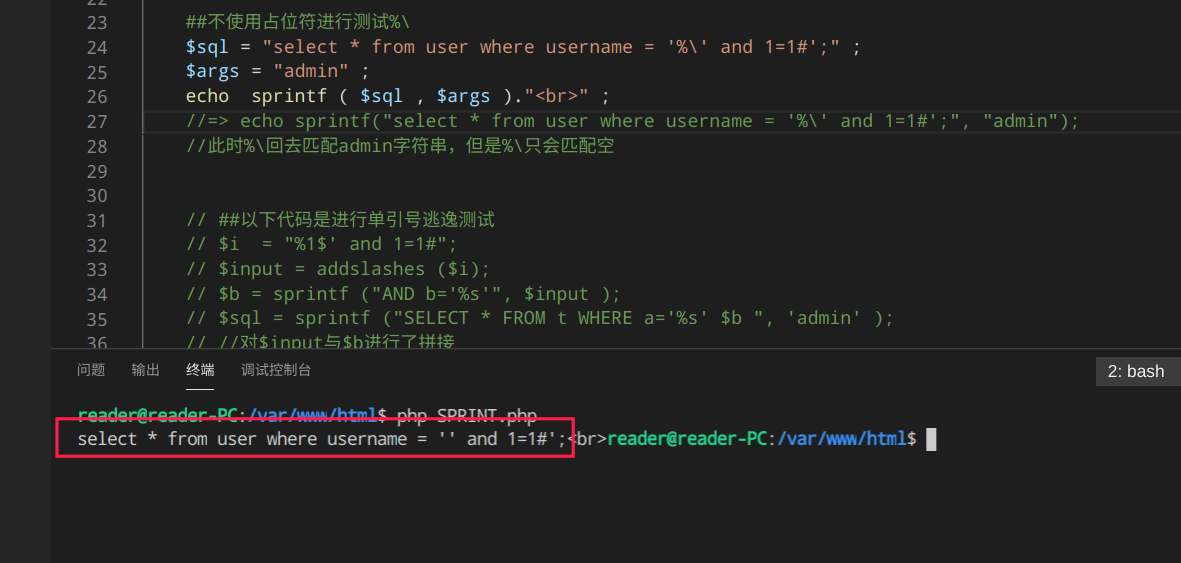 22
23 ##不使用占位符进行测试%\
24 $sql = "select * from user where username = '%\' and 1=1#';" ;
25 $args = "admin" ;
26 echo  sprintf ( $sql , $args )."<br>" ;
27 //=> echo sprintf("select * from user where username = '%\' and 1=1#';", "admin");
28 //此时%\回去匹配admin字符串，但是%\只会匹配空
29
30
31 // ##以下代码是进行单引号逃逸测试
32 // $i  = "%1$' and 1=1#";
33 // $input = addslashes ($i);
34 // $b = sprintf ("AND b='%s'", $input );
35 // $sql = sprintf ("SELECT * FROM t WHERE a='%s' $b ", 'admin' );
36 // //对$input与$b进行了拼接
问题 输出 终端 调试控制台 2: bash
reader@reader-PC:/var/www/html$ php SPRINT.php
select * from user where username = '' and 1=1#';<br>reader@reader-PC:/var/www/html$